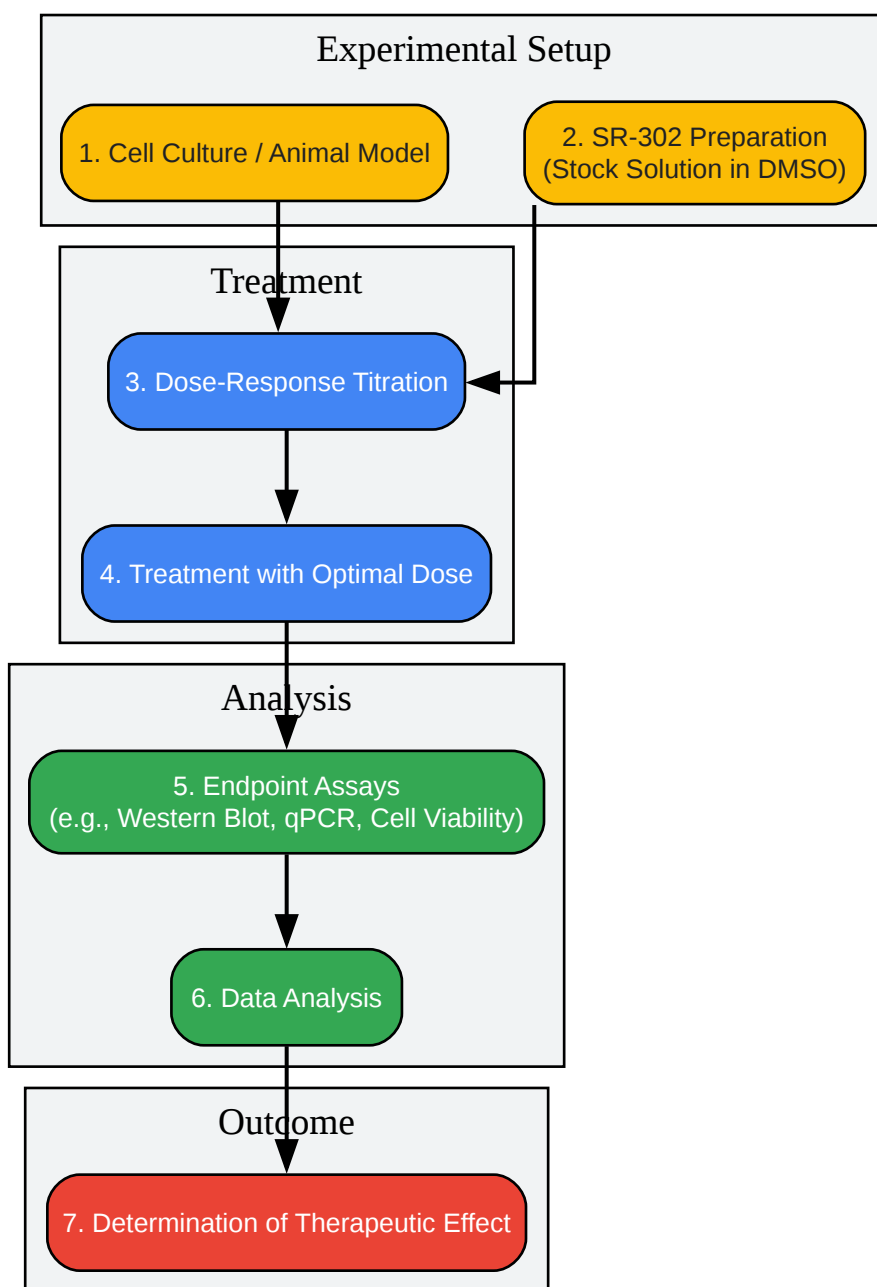 Experimental Setup
1. Cell Culture / Animal Model
2. SR-302 Preparation
(Stock Solution in DMSO)
Treatment
3. Dose-Response Titration
4. Treatment with Optimal Dose
Analysis
5. Endpoint Assays
(e.g., Western Blot, qPCR, Cell Viability)
6. Data Analysis
Outcome
7. Determination of Therapeutic Effect